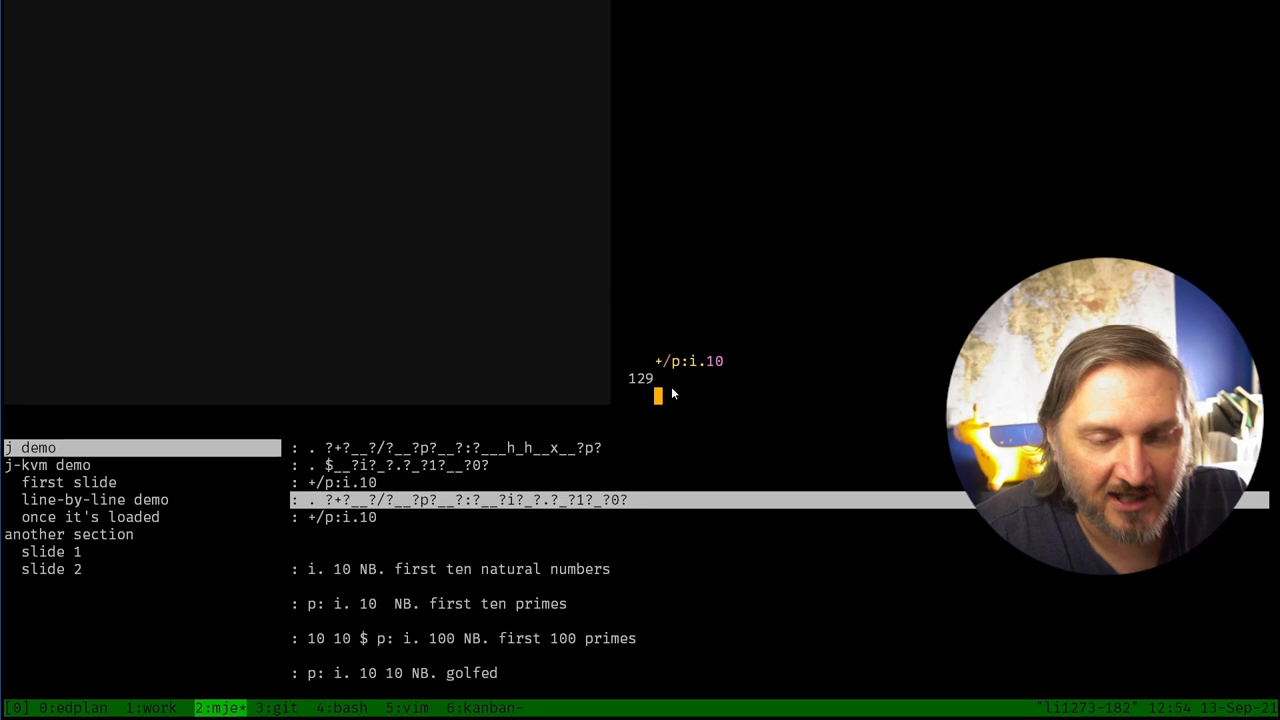 +/p:i.10
129
j demo
j-kvm demo
first slide
line-by-line demo
once it's loaded
another section
slide 1
slide 2
: . ?+?__?/?__?p?__?:?___h_h__x__?p?
: . $__?i?_?.?_?1?__?0?
: +/p:i.10
: . ?+?__?/?__?p?__?:?__?i?_?.?_?1?_?0?
: +/p:i.10
: i. 10 NB. first ten natural numbers
: p: i. 10  NB. first ten primes
: 10 10 $ p: i. 100 NB. first 100 primes
: p: i. 10 10 NB. golfed
[0] 0:edplan  1:work  2:mje* 3:git  4:bash  5:vim  6:kanban-
"li1273-182" 12:54 13-Sep-21